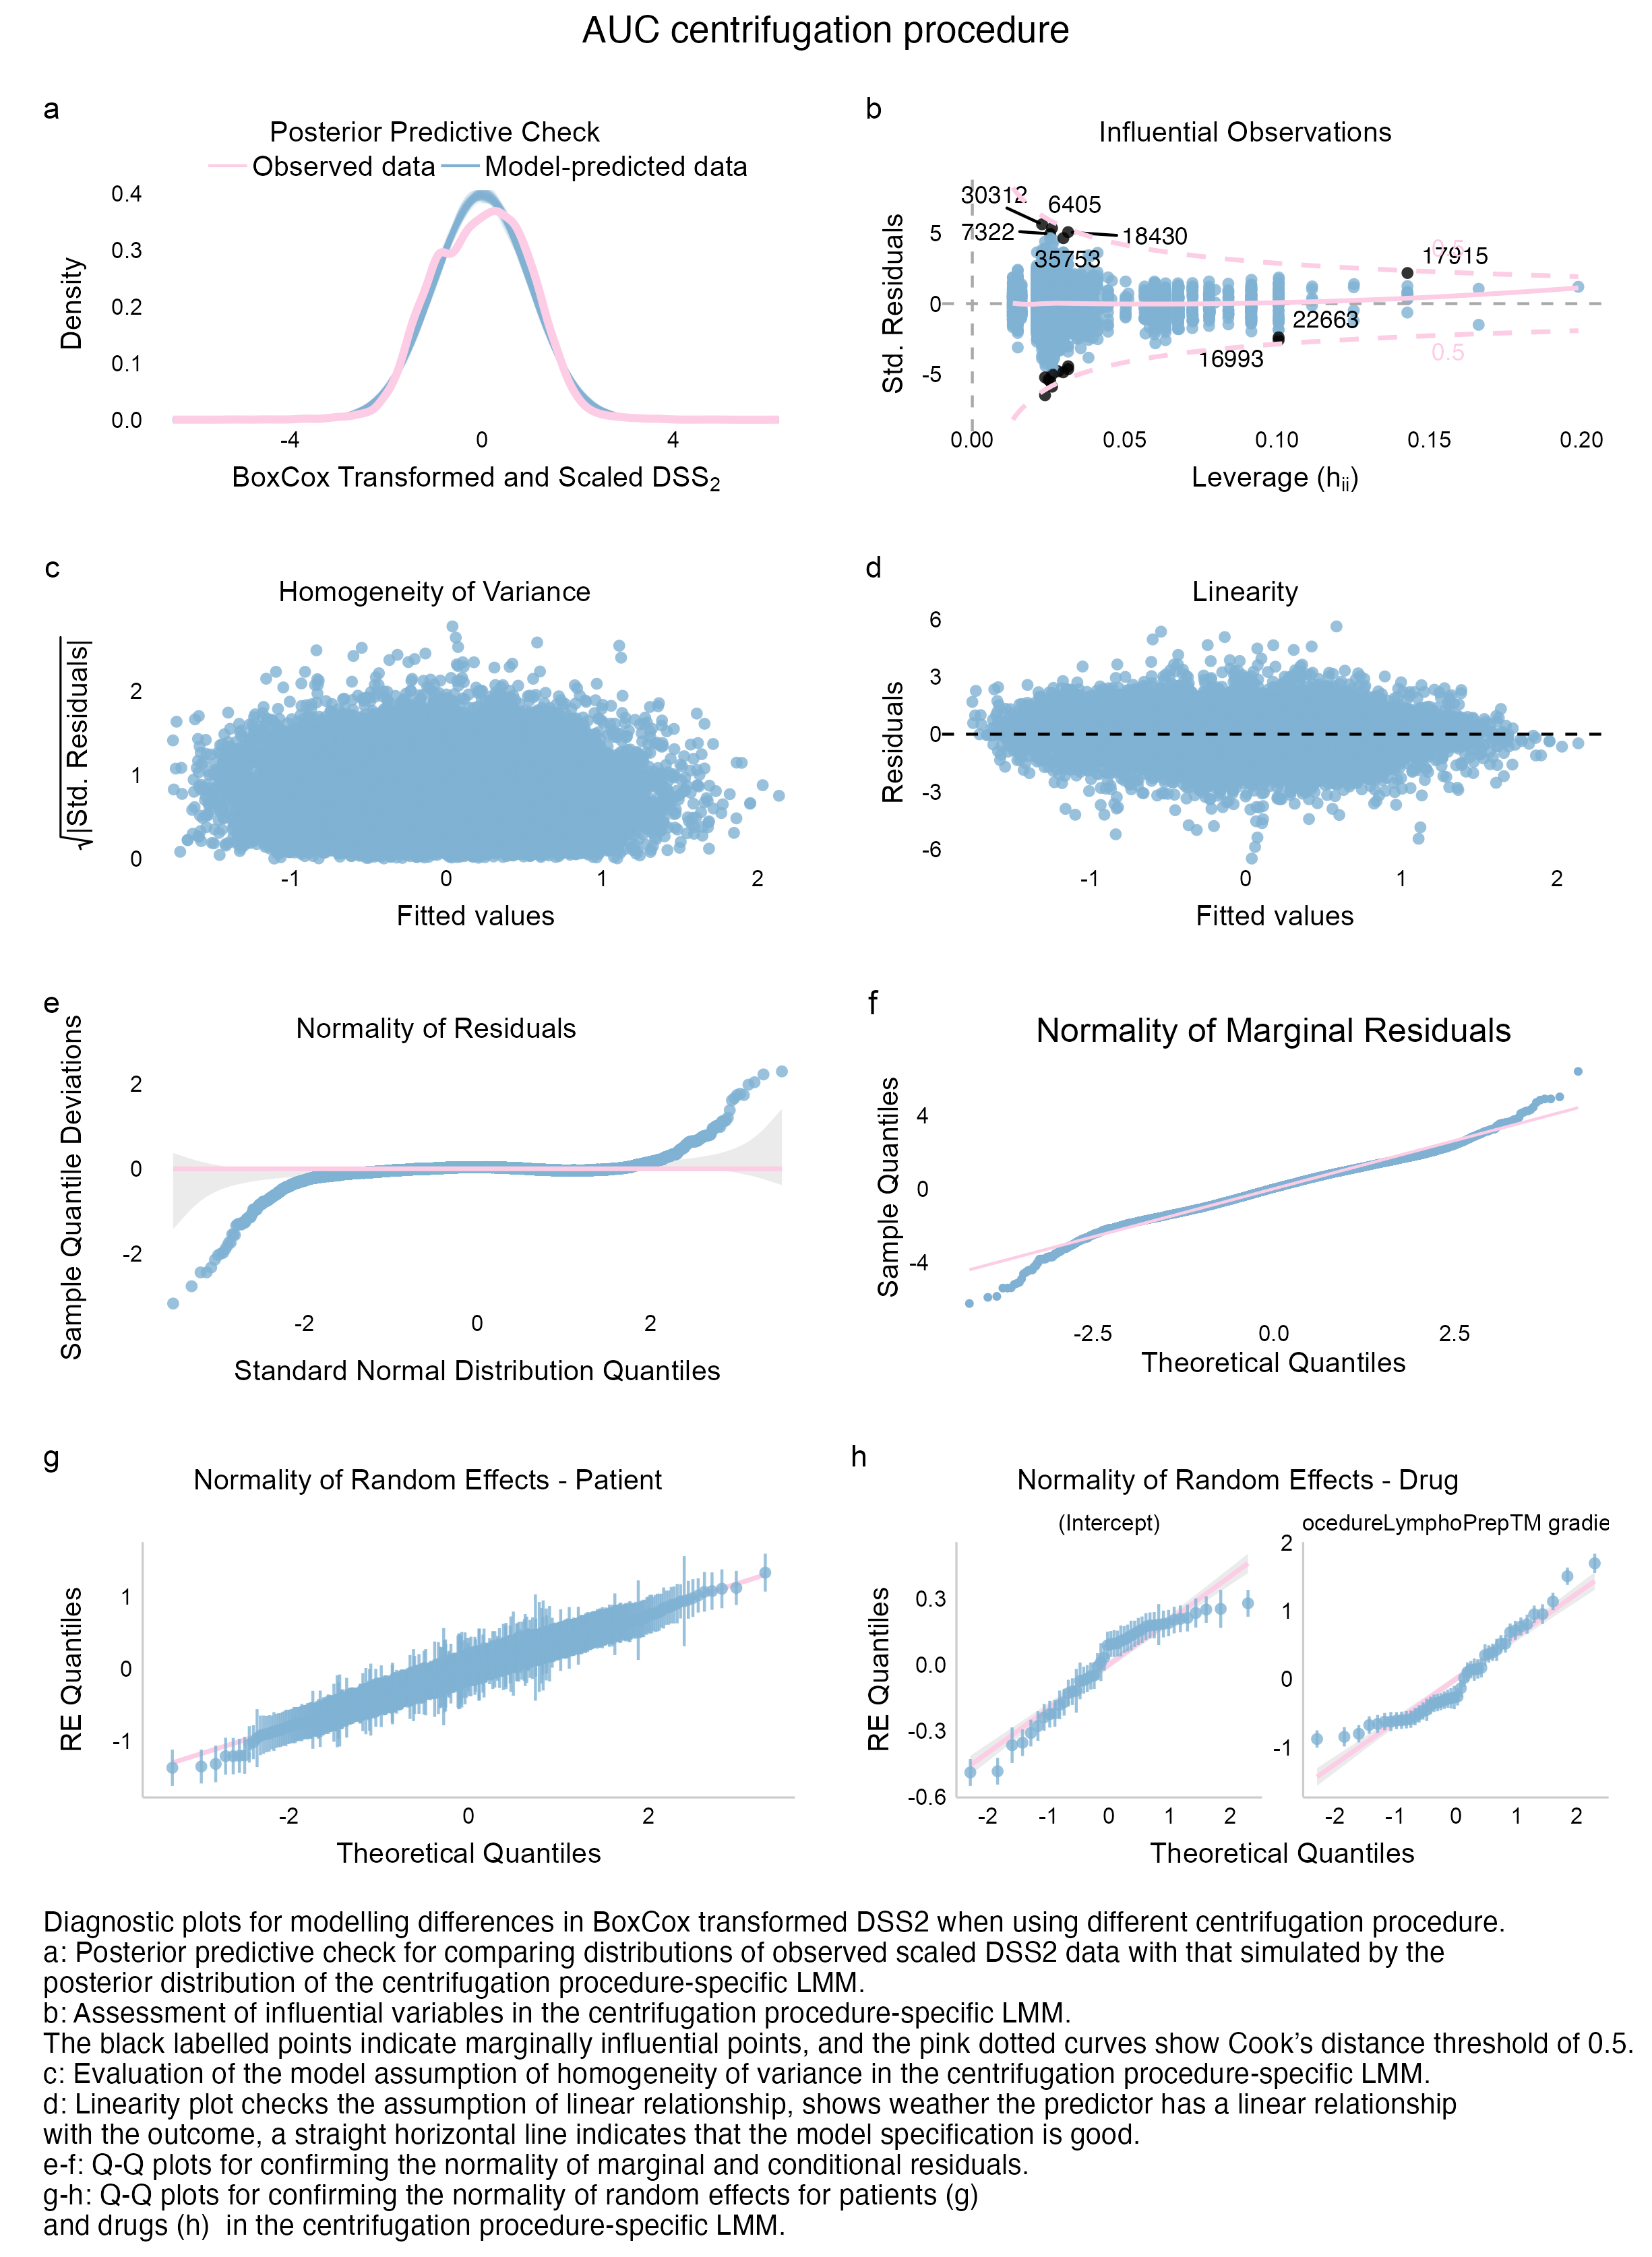 AUC centrifugation procedure
a
Posterior Predictive Check
Observed data
Model-predicted data
Density
0.4
0.3
0.2
0.1
0.0
-4
0
4
BoxCox Transformed and Scaled DSS2
b
Influential Observations
Std. Residuals
5
0
-5
30312
6405
7322
18430
35753
0.5
17915
22663
16993
0.5
0.00
0.05
0.10
0.15
0.20
Leverage (hii)
c
Homogeneity of Variance
√|Std. Residuals|
2
1
0
-1
0
1
2
Fitted values
d
Linearity
Residuals
6
3
0
-3
-6
-1
0
1
2
Fitted values
e
Normality of Residuals
Sample Quantile Deviations
2
0
-2
-2
0
2
Standard Normal Distribution Quantiles
f
Normality of Marginal Residuals
Sample Quantiles
4
0
-4
-2.5
0.0
2.5
Theoretical Quantiles
g
Normality of Random Effects - Patient
RE Quantiles
1
0
-1
-2
0
2
Theoretical Quantiles
h
Normality of Random Effects - Drug
(Intercept)
ocedureLymphoPrepTM gradie
RE Quantiles
0.3
0.0
-0.3
-0.6
-2
-1
0
1
2
2
1
0
-1
-2
-1
0
1
2
Theoretical Quantiles
Diagnostic plots for modelling differences in BoxCox transformed DSS2 when using different centrifugation procedure.
a: Posterior predictive check for comparing distributions of observed scaled DSS2 data with that simulated by the
posterior distribution of the centrifugation procedure-specific LMM.
b: Assessment of influential variables in the centrifugation procedure-specific LMM.
The black labelled points indicate marginally influential points, and the pink dotted curves show Cook’s distance threshold of 0.5.
c: Evaluation of the model assumption of homogeneity of variance in the centrifugation procedure-specific LMM.
d: Linearity plot checks the assumption of linear relationship, shows weather the predictor has a linear relationship
with the outcome, a straight horizontal line indicates that the model specification is good.
e-f: Q-Q plots for confirming the normality of marginal and conditional residuals.
g-h: Q-Q plots for confirming the normality of random effects for patients (g)
and drugs (h)  in the centrifugation procedure-specific LMM.